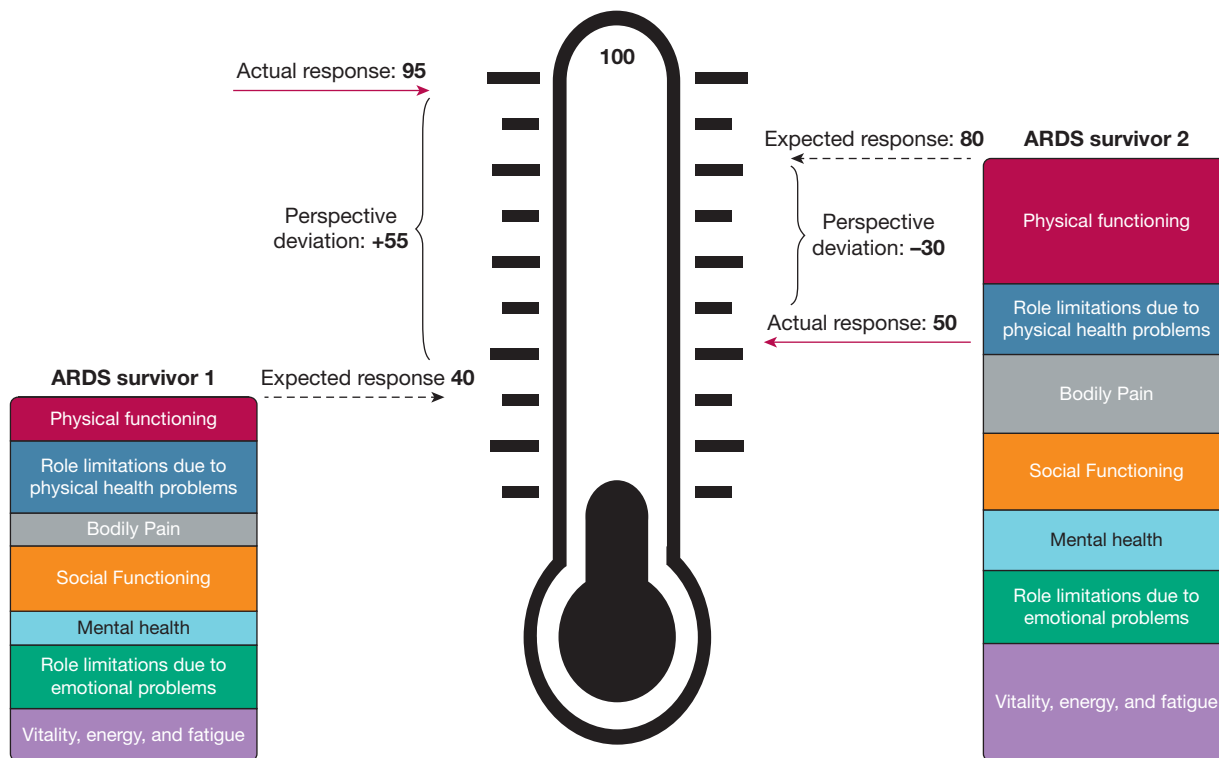 100
Actual response: 95
Perspective
deviation: +55
ARDS survivor 1
Expected response 40
Physical functioning
Role limitations due to
physical health problems
Bodily Pain
Social Functioning
Mental health
Role limitations due to
emotional problems
Vitality, energy, and fatigue
Expected response: 80
ARDS survivor 2
Perspective
deviation: –30
Actual response: 50
Physical functioning
Role limitations due to
physical health problems
Bodily Pain
Social Functioning
Mental health
Role limitations due to
emotional problems
Vitality, energy, and fatigue